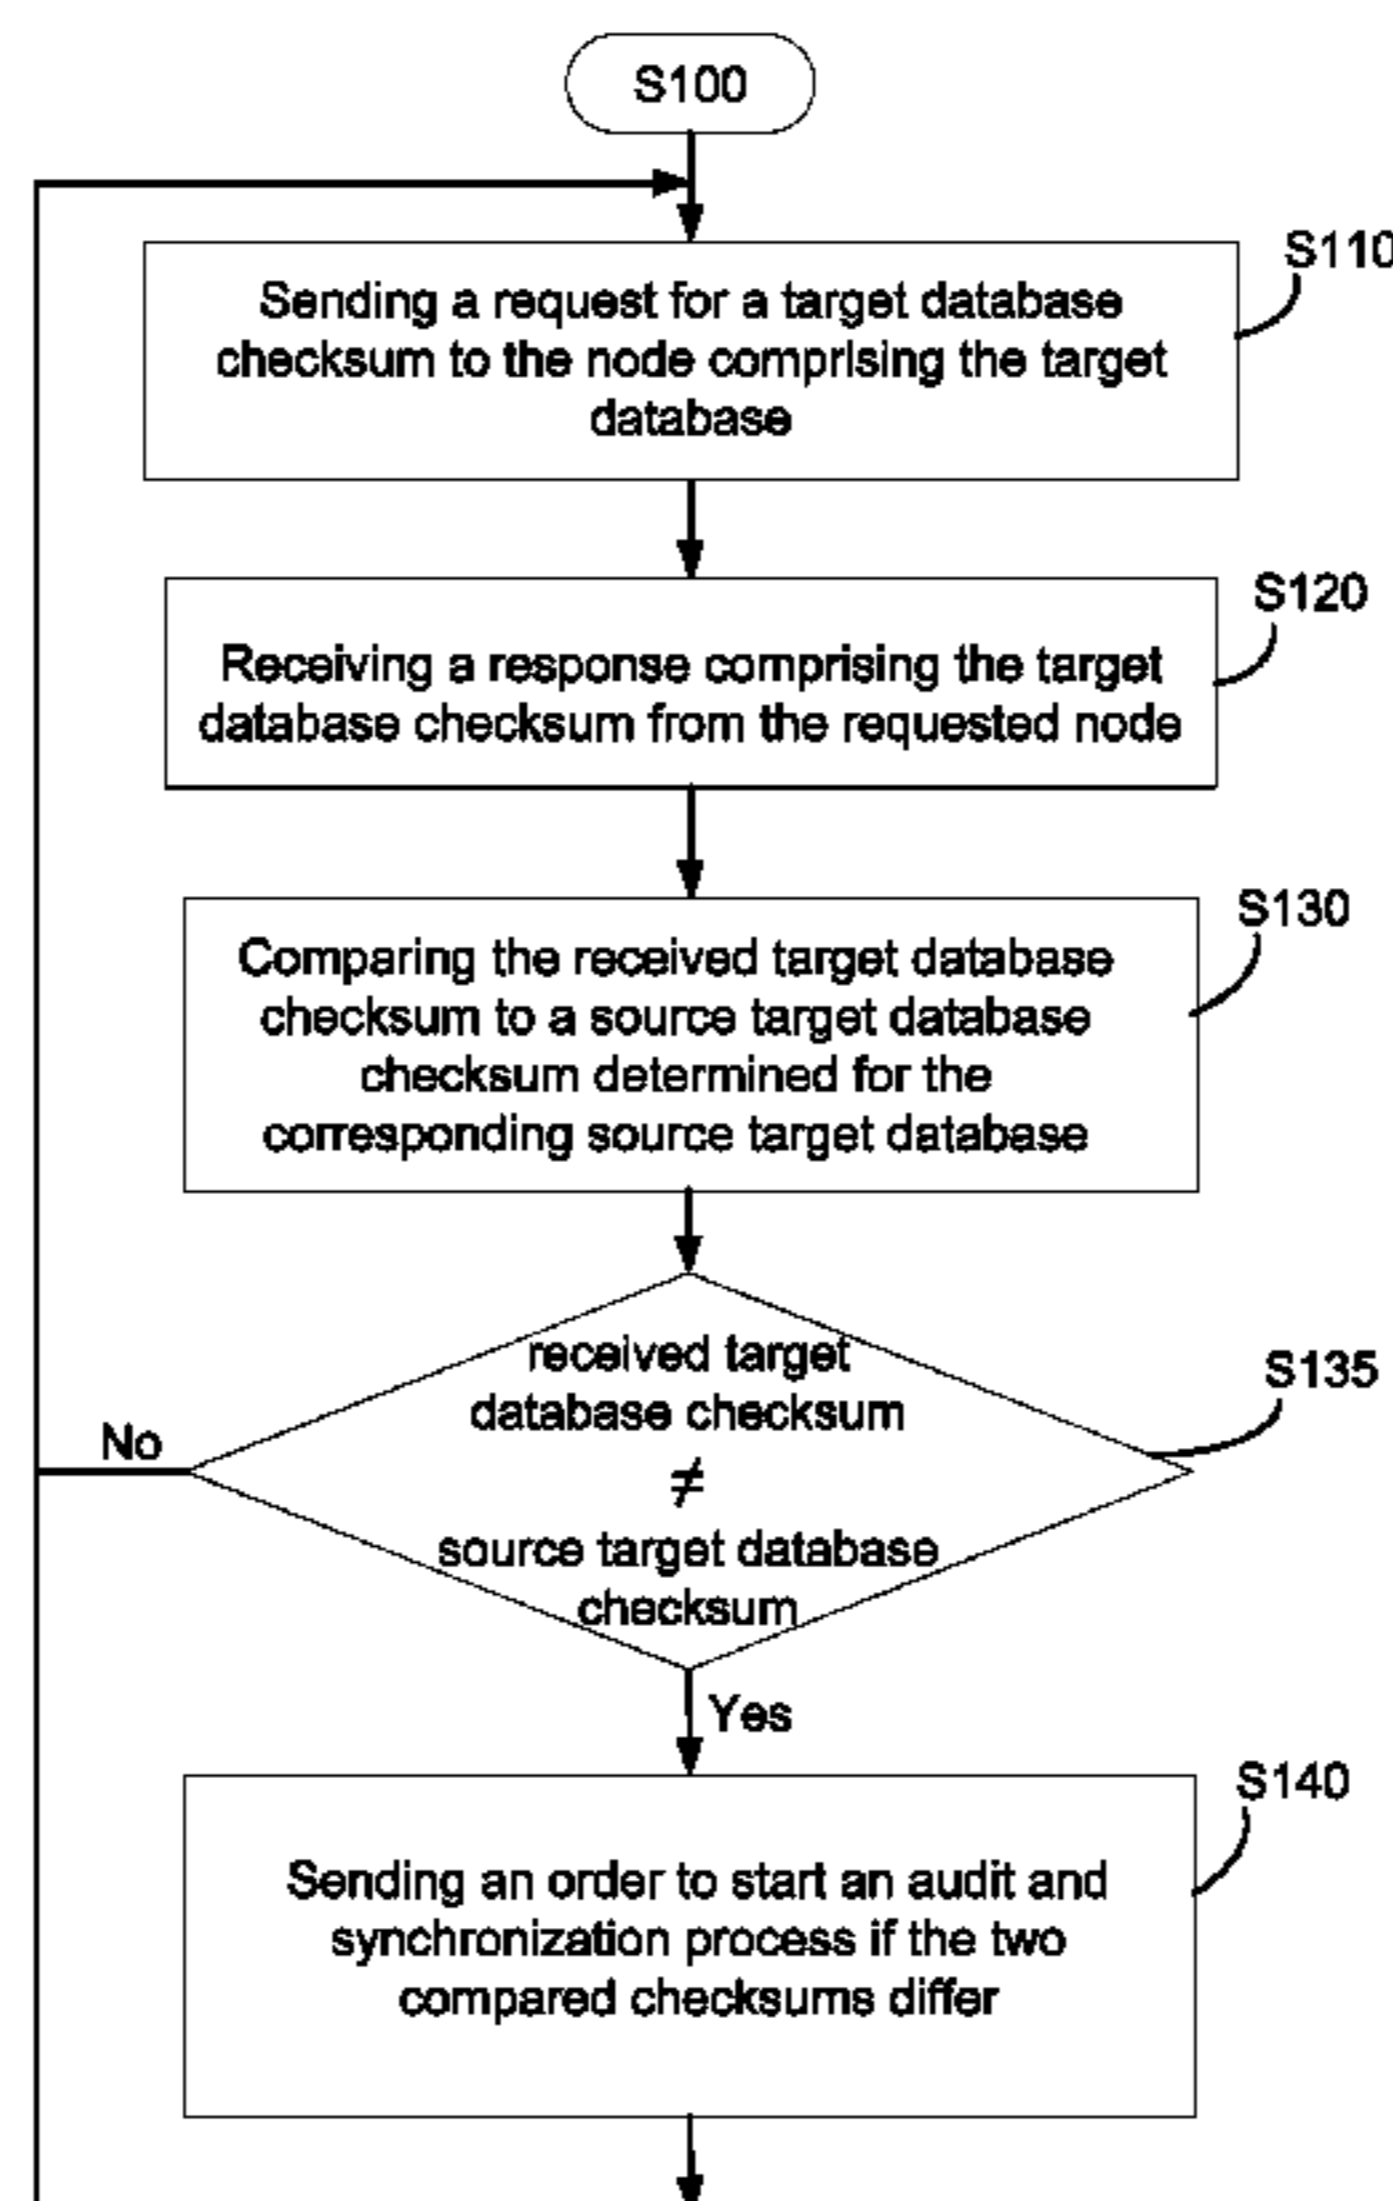 S100
S110
Sending a request for a target database
checksum to the node comprising the target
database
S120
Receiving a response comprising the target
database checksum from the requested node
S130
Comparing the received target database
checksum to a source target database
checksum determined for the
corresponding source target database
received target
database checksum
≠
source target database
checksum
S135
No
Yes
S140
Sending an order to start an audit and
synchronization process if the two
compared checksums differ